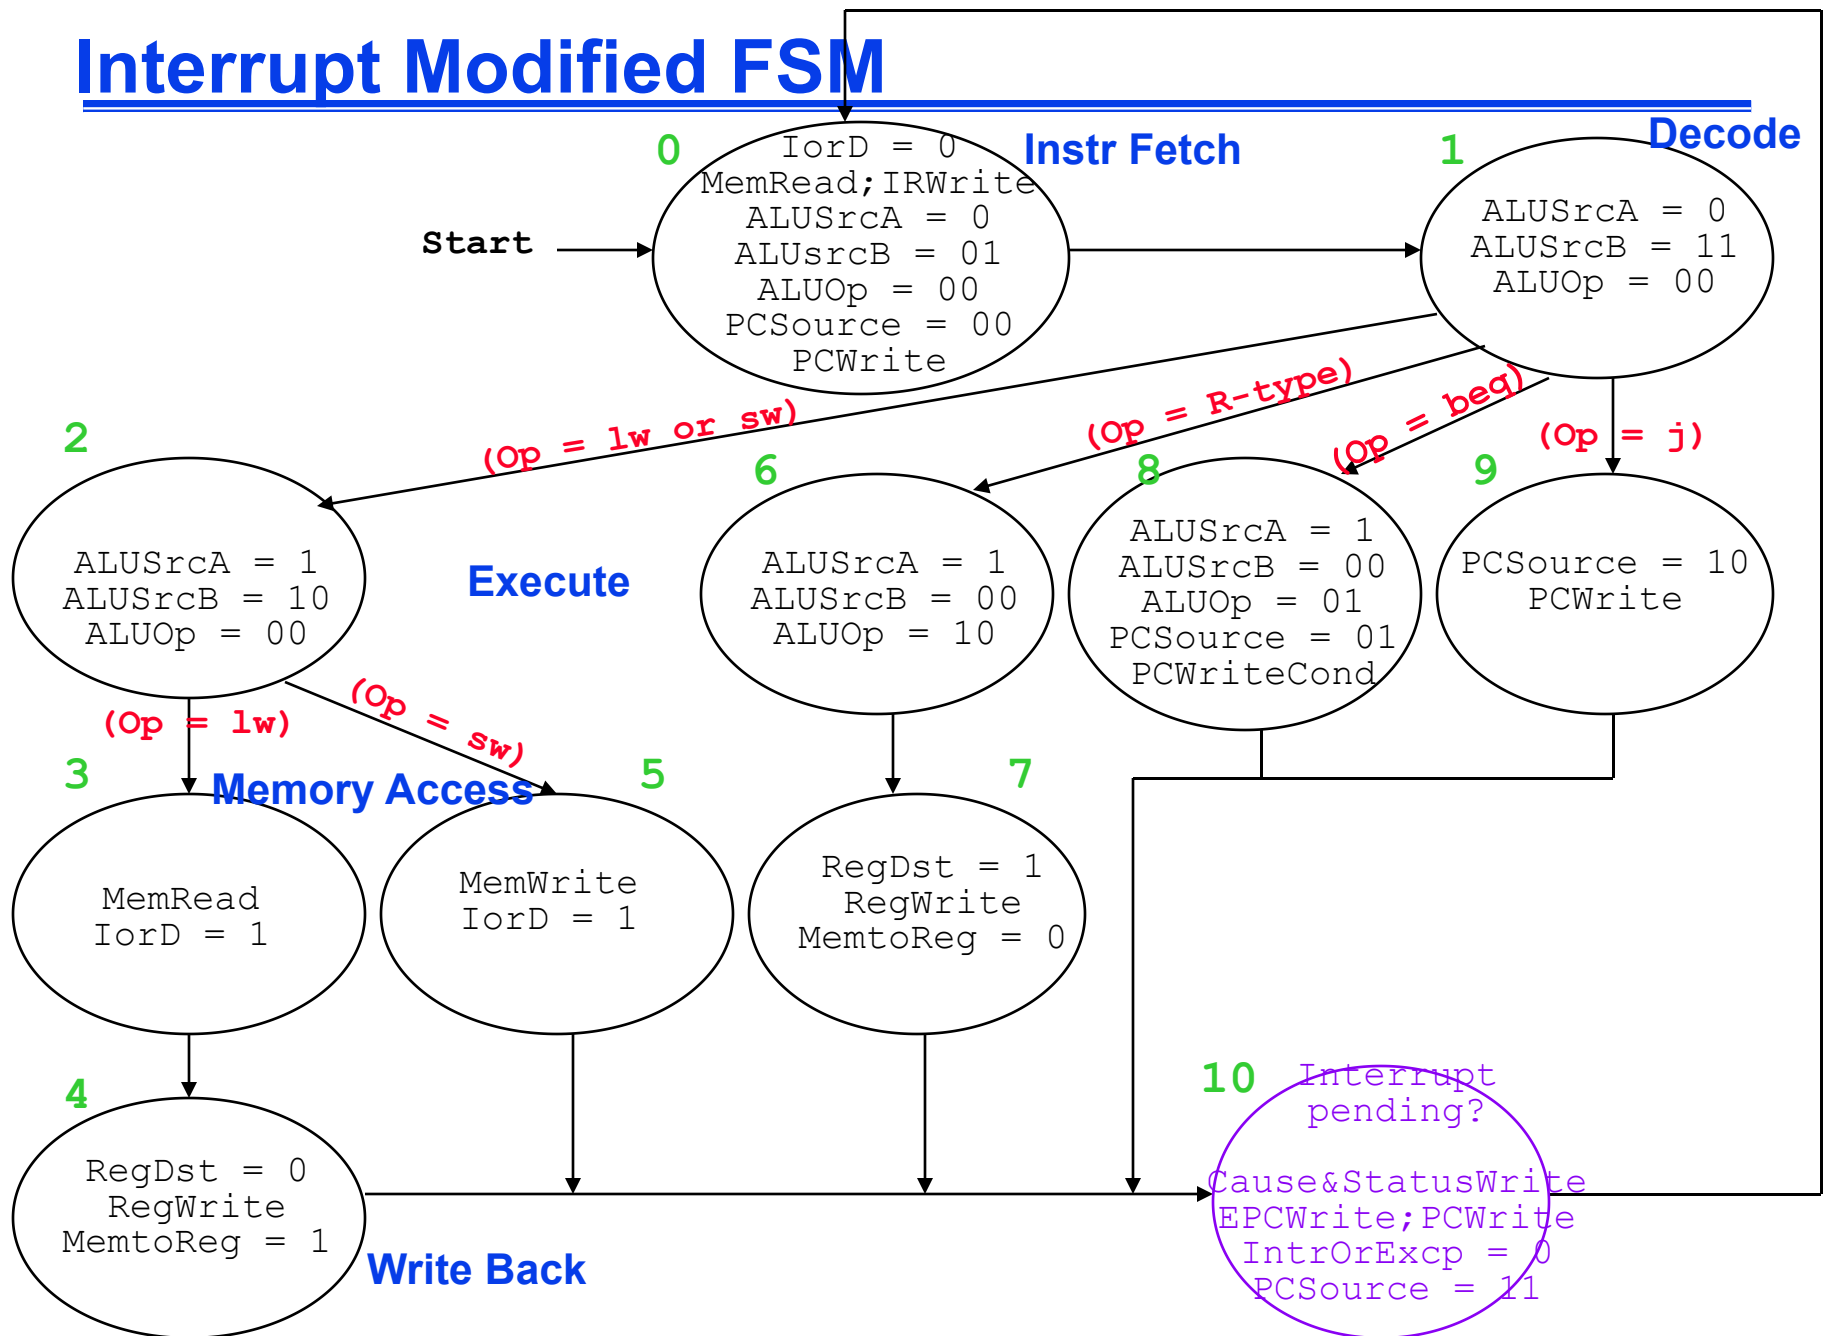 Interrupt Modified FSM
0
IorD = 0
MemRead;IRWrite
ALUSrcA = 0
ALUsrcB = 01
ALUOp = 00
PCSource = 00
PCWrite
Instr Fetch
Start
1
Decode
ALUSrcA = 0
ALUSrcB = 11
ALUOp = 00
(Op = lw or sw)
(Op = R-type)
(Op = beq)
(Op = j)
2
ALUSrcA = 1
ALUSrcB = 10
ALUOp = 00
Execute
6
ALUSrcA = 1
ALUSrcB = 00
ALUOp = 10
8
ALUSrcA = 1
ALUSrcB = 00
ALUOp = 01
PCSource = 01
PCWriteCond
9
PCSource = 10
PCWrite
(Op = lw)
(Op = sw)
3
Memory Access
MemRead
IorD = 1
5
MemWrite
IorD = 1
7
RegDst = 1
RegWrite
MemtoReg = 0
4
RegDst = 0
RegWrite
MemtoReg = 1
Write Back
10
Interrupt
pending?
Cause&StatusWrite
EPCWrite;PCWrite
IntrOrExcp = 0
PCSource = 11